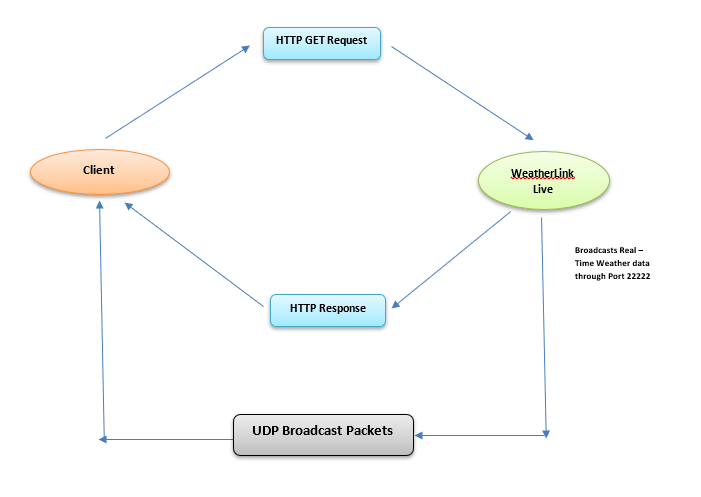 HTTP GET Request
Client
WeatherLink
Live
Broadcasts Real –
Time Weather data
through Port 22222
HTTP Response
UDP Broadcast Packets